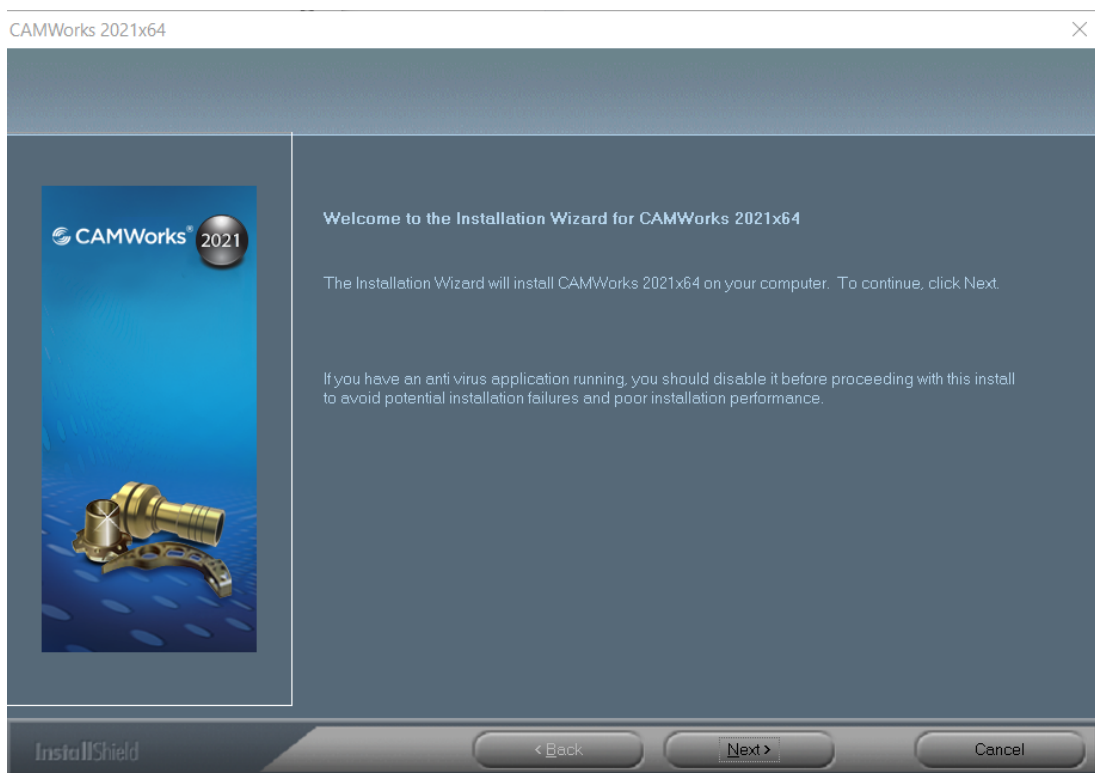 CAMWorks 2021x64
CAMWorks® 2021
Welcome to the Installation Wizard for CAMWorks 2021x64
The Installation Wizard will install CAMWorks 2021x64 on your computer. To continue, click Next.
If you have an anti virus application running, you should disable it before proceeding with this install
to avoid potential installation failures and poor installation performance.
InstallShield
< Back
Next >
Cancel